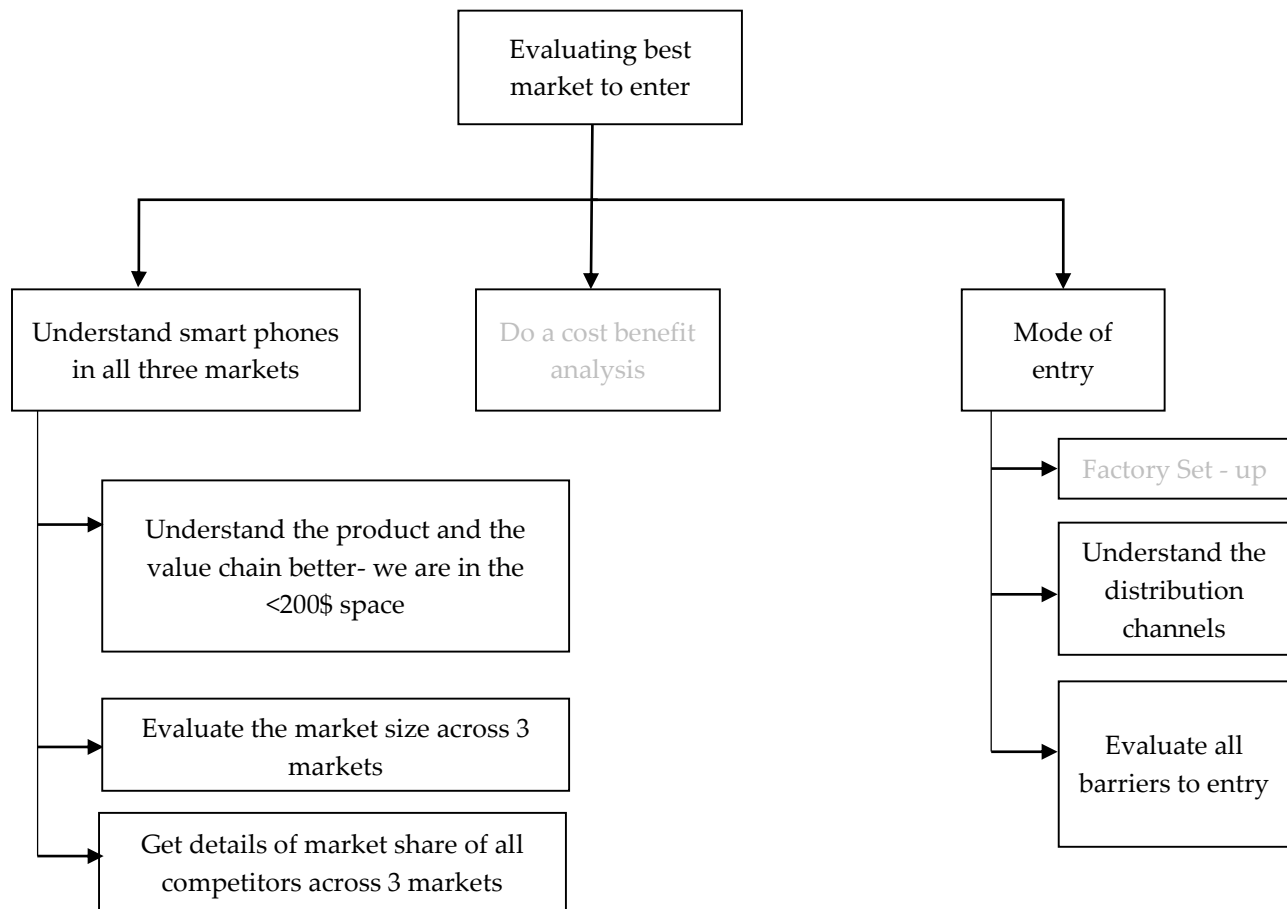 Evaluating best
market to enter
Understand smart phones
in all three markets
Do a cost benefit
analysis
Mode of
entry
Understand the product and the
value chain better- we are in the
<200$ space
Evaluate the market size across 3
markets
Get details of market share of all
competitors across 3 markets
Factory Set - up
Understand the
distribution
channels
Evaluate all
barriers to entry